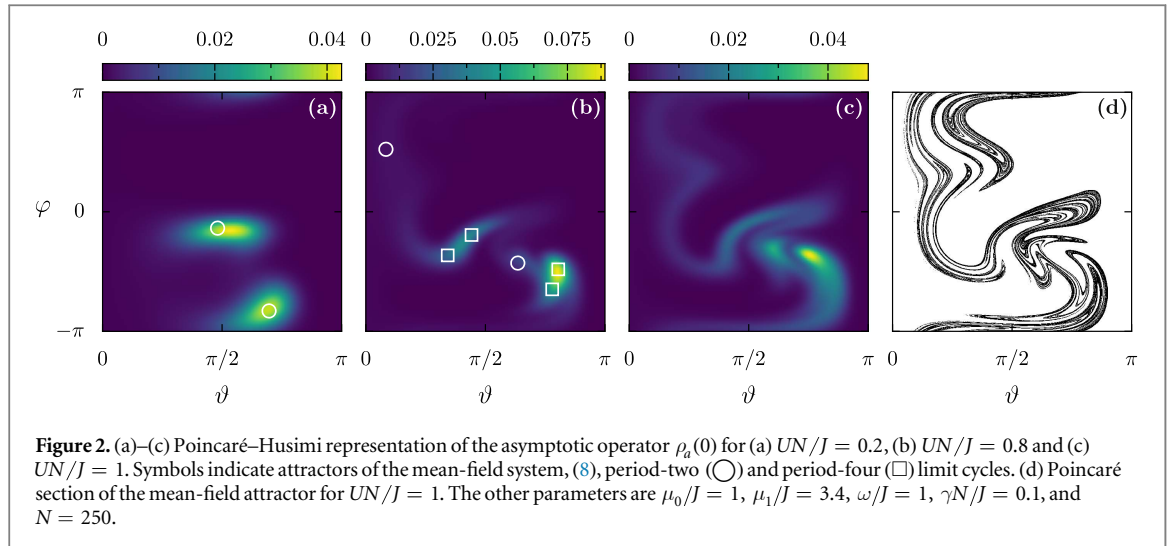 0 0.02 0.04 0 0.025 0.05 0.075 0 0.02 0.04
π (a) (b) (c) (d)
φ 0
−π
0 π/2 π 0 π/2 π 0 π/2 π 0 π/2 π
ϑ ϑ ϑ ϑ
Figure 2. (a)–(c) Poincaré–Husimi representation of the asymptotic operator ρₐ(0) for (a) UN/J = 0.2, (b) UN/J = 0.8 and (c)
UN/J = 1. Symbols indicate attractors of the mean-field system, (8), period-two (◯) and period-four (□) limit cycles. (d) Poincaré
section of the mean-field attractor for UN/J = 1. The other parameters are μ₀/J = 1, μ₁/J = 3.4, ω/J = 1, γN/J = 0.1, and
N = 250.